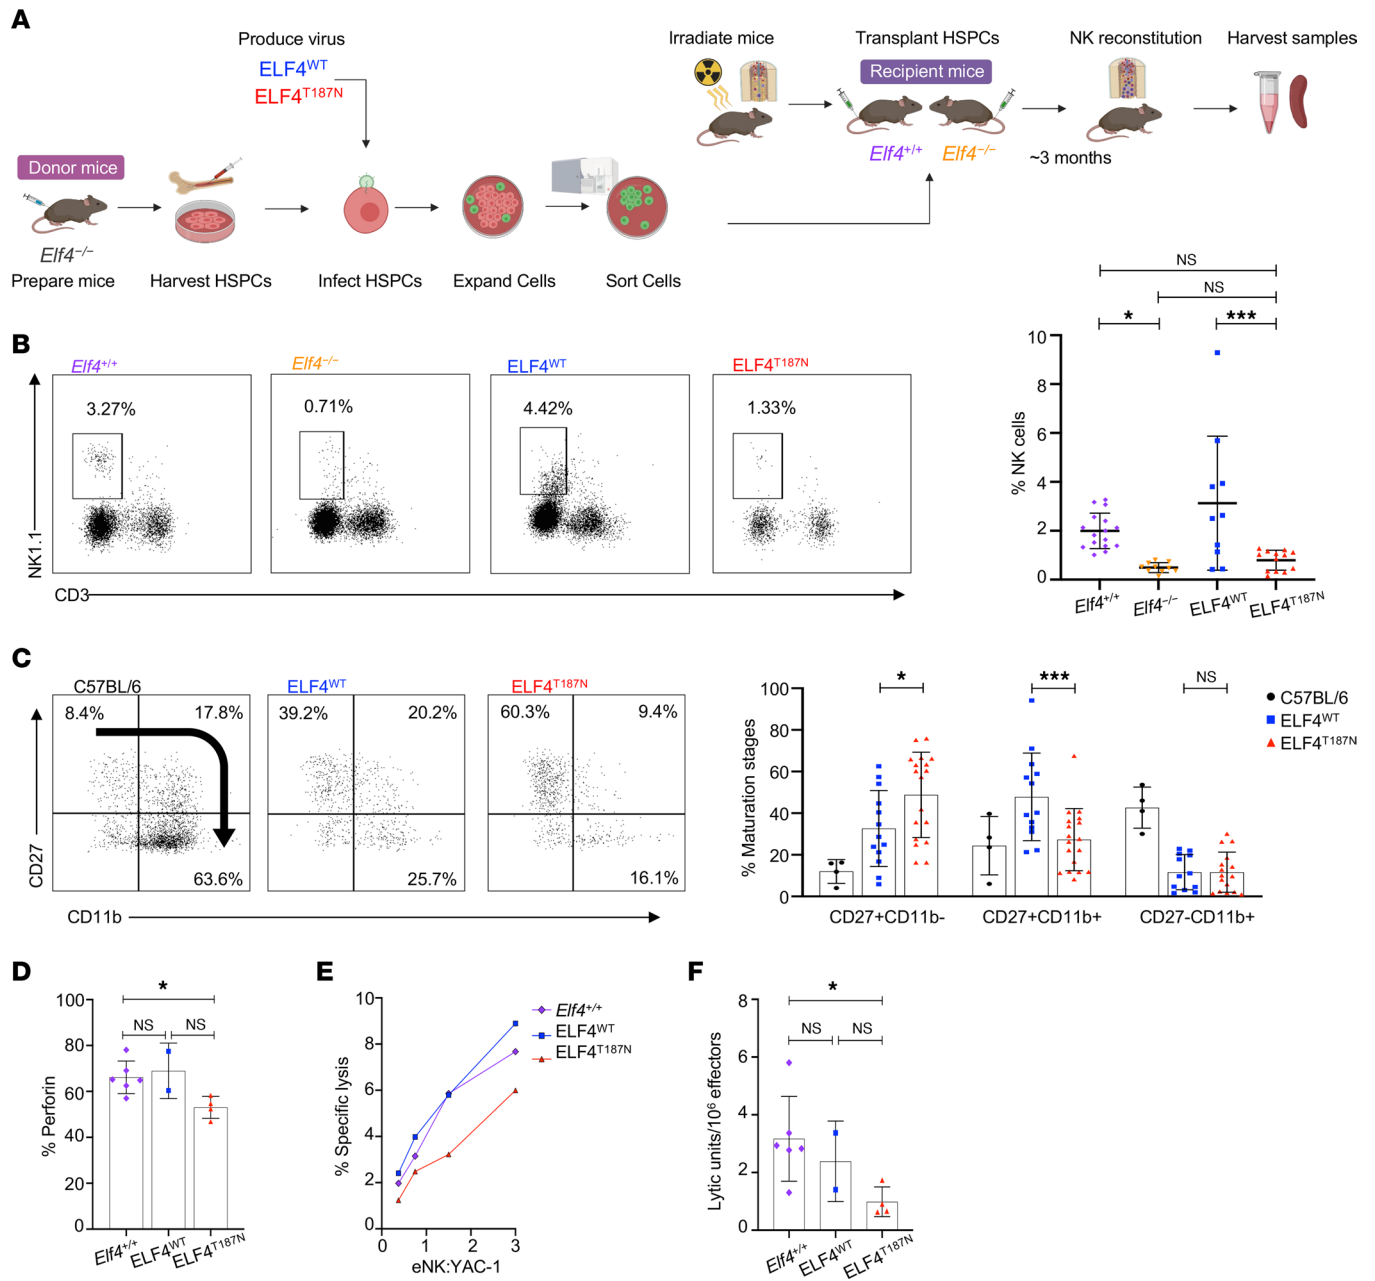 A
Produce virus
ELF4WT
ELF4T187N
Irradiate mice
Transplant HSPCs
NK reconstitution
Harvest samples
Recipient mice
Elf4+/+
Elf4−/−
~3 months
Donor mice
Elf4−/−
Prepare mice
Harvest HSPCs
Infect HSPCs
Expand Cells
Sort Cells
B
Elf4+/+
Elf4−/−
ELF4WT
ELF4T187N
3.27%
0.71%
4.42%
1.33%
NK1.1
CD3
NS
NS
*
***
% NK cells
10
8
6
4
2
0
Elf4+/+
Elf4−/−
ELF4WT
ELF4T187N
C
C57BL/6
ELF4WT
ELF4T187N
8.4%
17.8%
39.2%
20.2%
60.3%
9.4%
63.6%
25.7%
16.1%
CD27
CD11b
% Maturation stages
100
80
60
40
20
0
*
***
NS
C57BL/6
ELF4WT
ELF4T187N
CD27+CD11b-
CD27+CD11b+
CD27-CD11b+
D
*
NS
NS
% Perforin
100
80
60
40
20
0
Elf4+/+
ELF4WT
ELF4T187N
E
% Specific lysis
10
8
6
4
2
0
0
1
2
3
eNK:YAC-1
Elf4+/+
ELF4WT
ELF4T187N
F
*
NS
NS
Lytic units/10⁶ effectors
8
6
4
2
0
Elf4+/+
ELF4WT
ELF4T187N